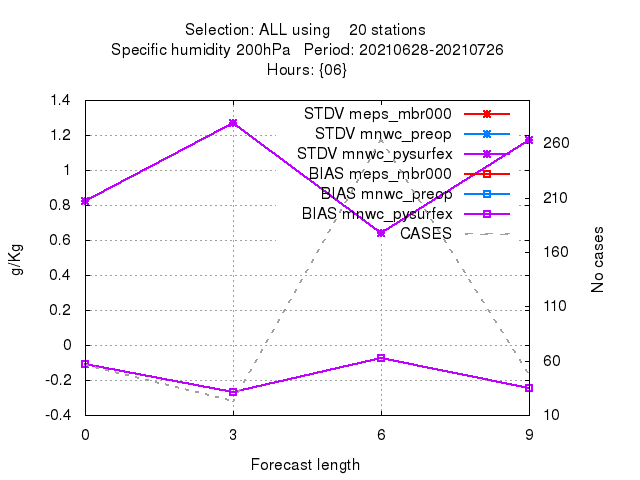 Selection: ALL using 20 stations
Specific humidity 200hPa Period: 20210628-20210726
Hours: {06}
STDV meps_mbr000
STDV mnwc_preop
STDV mnwc_pysurfex
BIAS meps_mbr000
BIAS mnwc_preop
BIAS mnwc_pysurfex
CASES
1.4
1.2
1
0.8
0.6
0.4
0.2
0
-0.2
-0.4
g/Kg
260
210
160
110
60
10
No cases
0 3 6 9
Forecast length